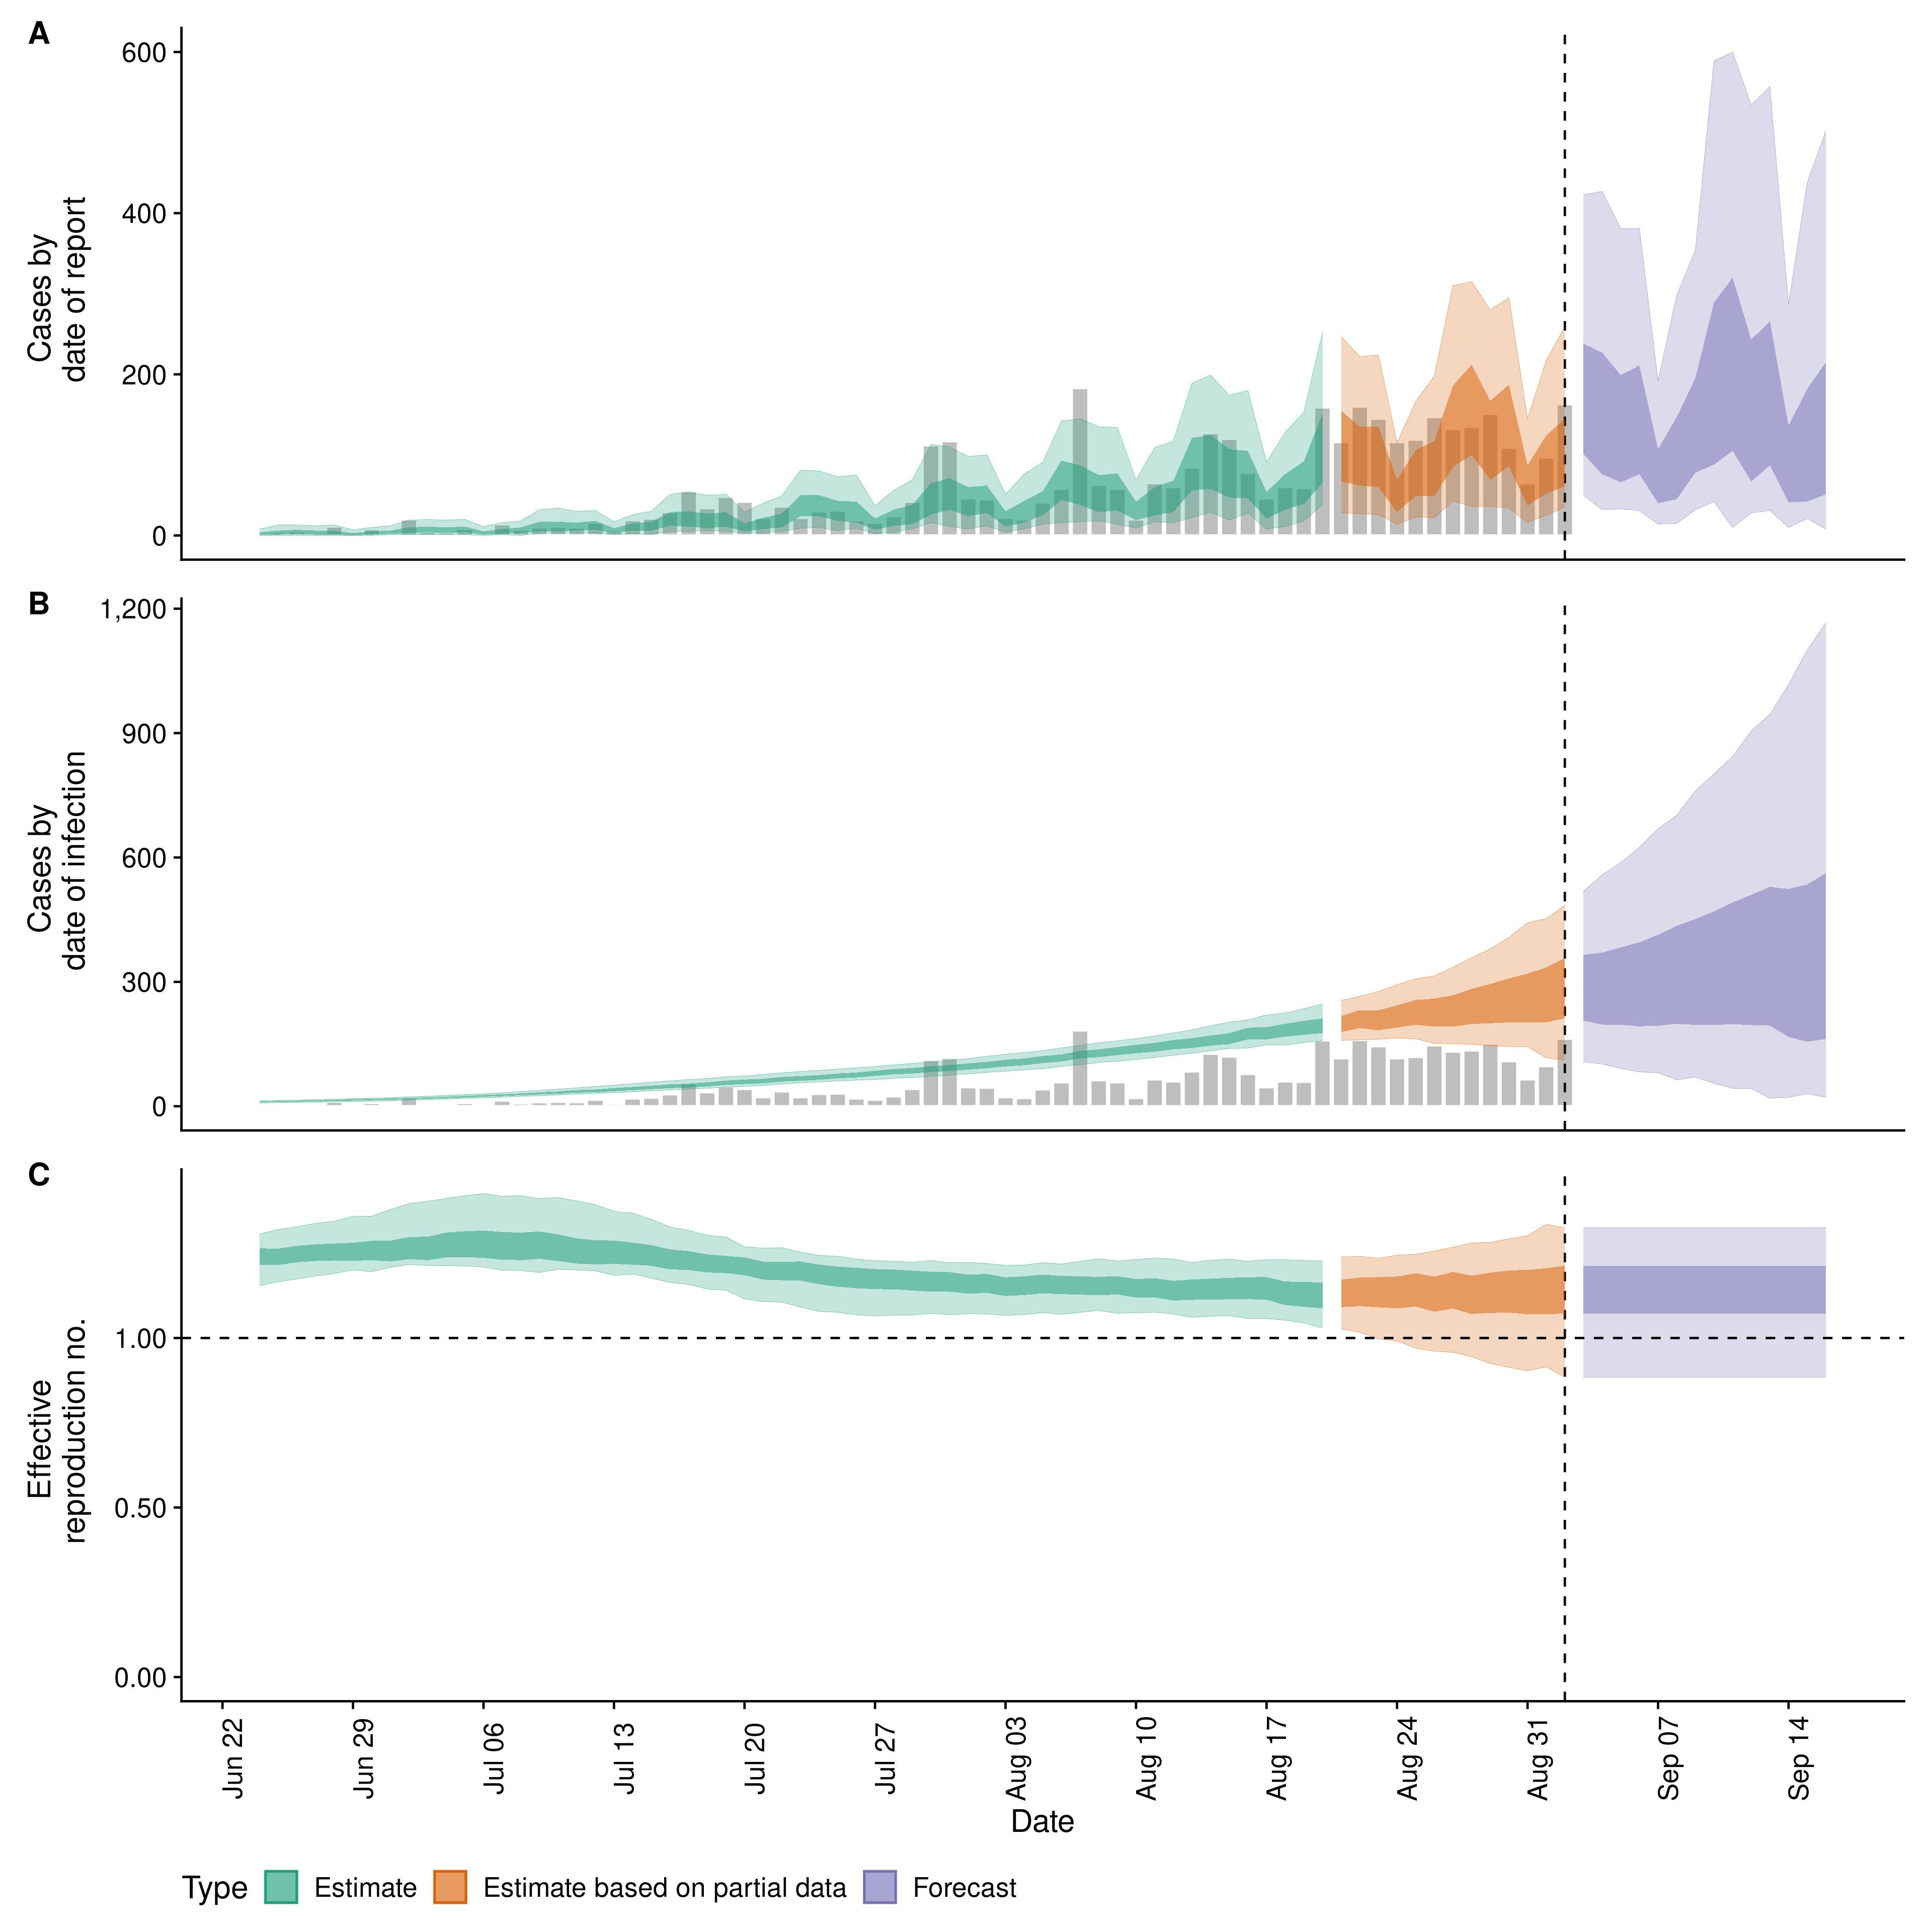 A
600
400
200
0
Cases by
date of report
B
1,200
900
600
300
0
Cases by
date of infection
C
1.00
0.50
0.00
Effective
reproduction no.
Jun 22
Jun 29
Jul 06
Jul 13
Jul 20
Jul 27
Aug 03
Aug 10
Aug 17
Aug 24
Aug 31
Sep 07
Sep 14
Date
Type Estimate Estimate based on partial data Forecast